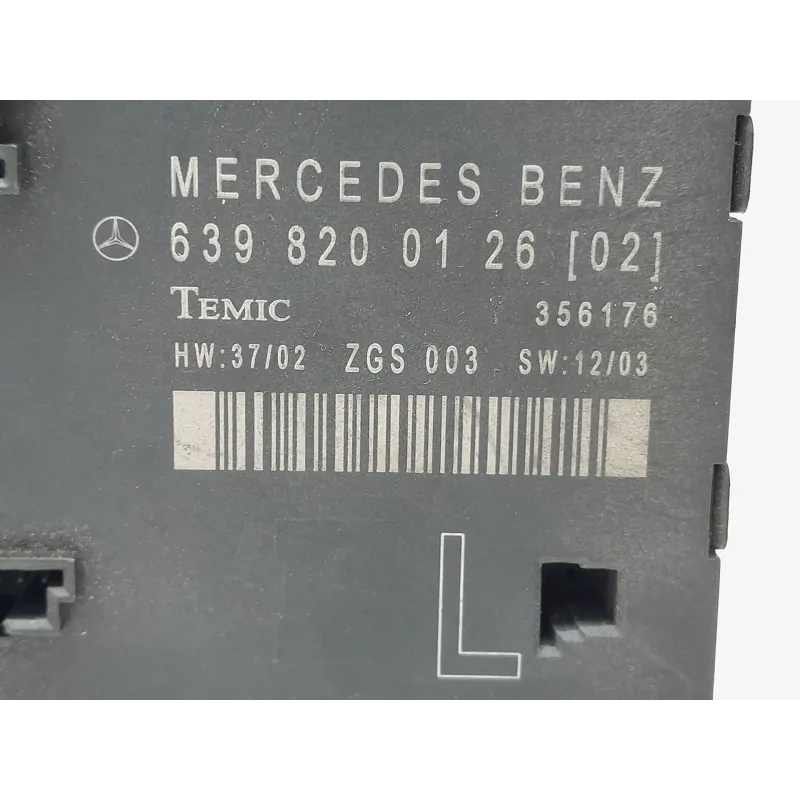 MERCEDES BENZ
639 820 01 26 [02]
TEMIC 356176
HW:37/02 ZGS 003 SW:12/03
L